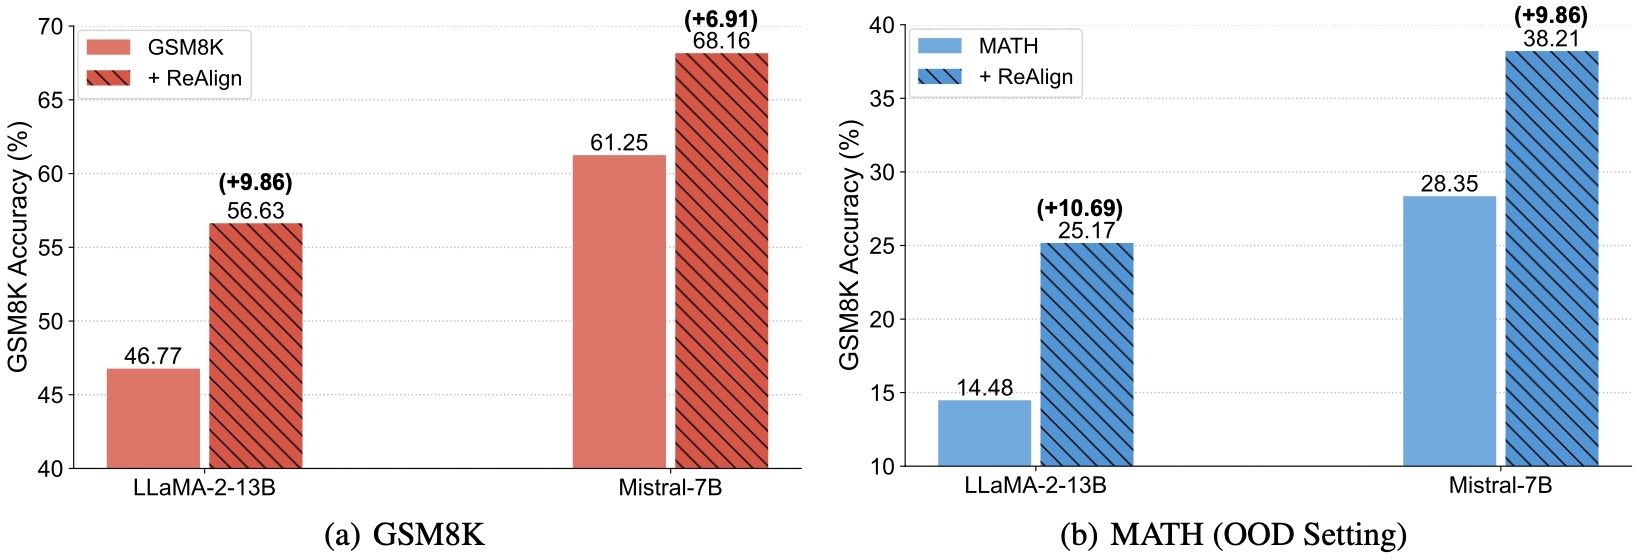 GSM8K Accuracy (%)
70
65
60
55
50
45
40
GSM8K
+ ReAlign
46.77
(+9.86)
56.63
61.25
(+6.91)
68.16
LLaMA-2-13B
Mistral-7B
(a) GSM8K
GSM8K Accuracy (%)
40
35
30
25
20
15
10
MATH
+ ReAlign
14.48
(+10.69)
25.17
28.35
(+9.86)
38.21
LLaMA-2-13B
Mistral-7B
(b) MATH (OOD Setting)